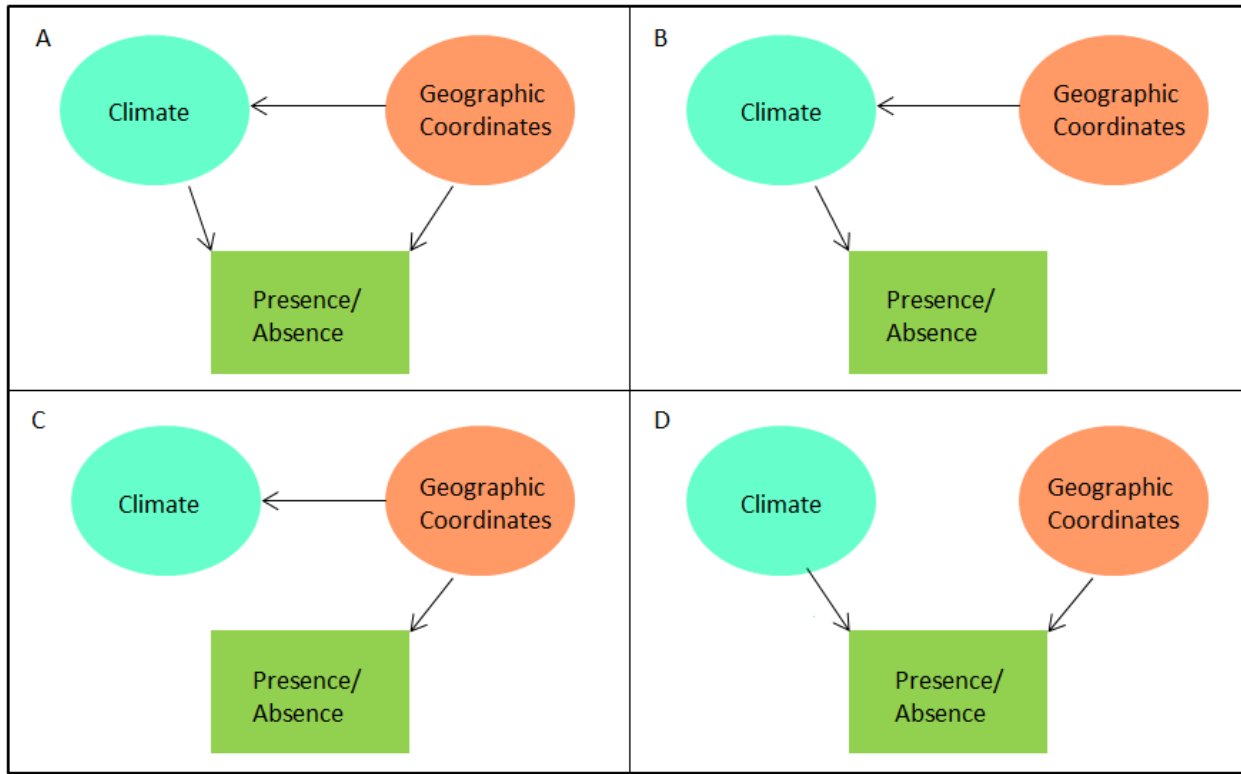 A
Climate
Geographic
Coordinates
Presence/
Absence
B
Climate
Geographic
Coordinates
Presence/
Absence
C
Climate
Geographic
Coordinates
Presence/
Absence
D
Climate
Geographic
Coordinates
Presence/
Absence